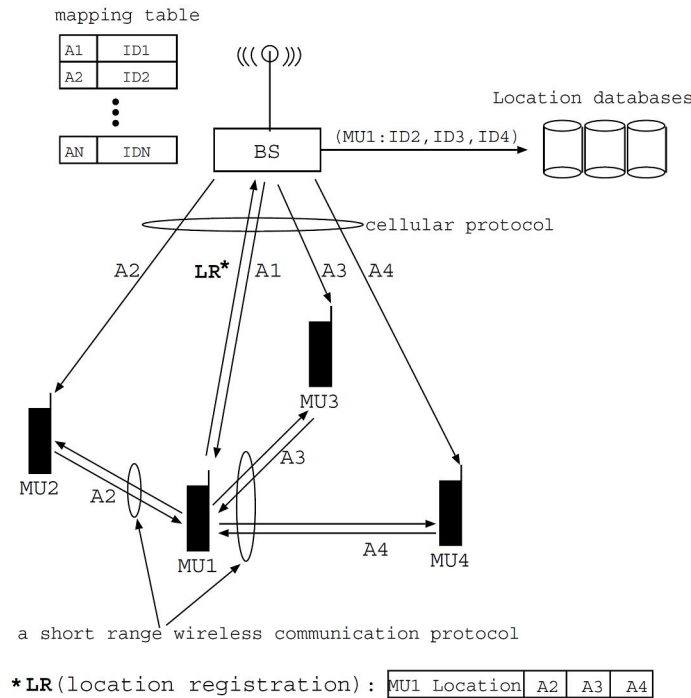 mapping table
A1 ID1
A2 ID2
AN IDN
((( )))
Location databases
BS
(MU1:ID2,ID3,ID4)
cellular protocol
A2
LR*
A1
A3
A4
MU3
MU2
A2
A3
MU1
A4
MU4
a short range wireless communication protocol
*LR(location registration): MU1 Location A2 A3 A4